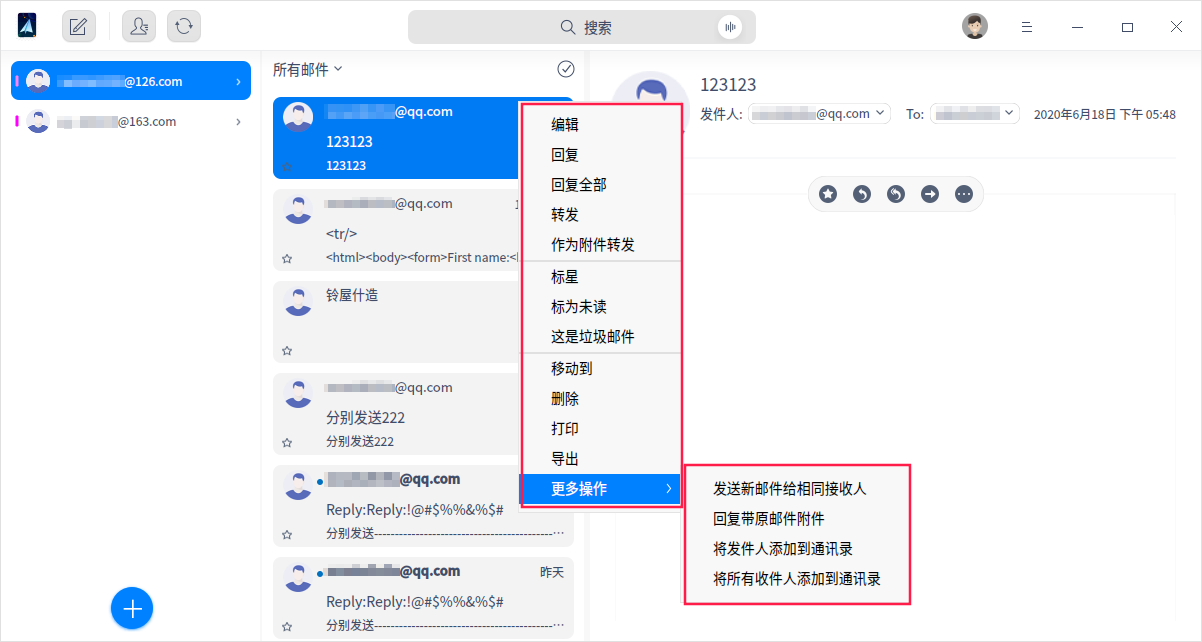 搜索
@126.com
@163.com
所有邮件
@qq.com
123123
123123
@qq.com
<tr/>
<html><body><form>First name:<
铃屋什造
@qq.com
分别发送222
分别发送222
@qq.com
Reply:Reply:!@#$%%&%$#
分别发送--------------------------------------------...
@qq.com
昨天
Reply:Reply:!@#$%%&%$#
分别发送--------------------------------------------...
编辑
回复
回复全部
转发
作为附件转发
标星
标为未读
这是垃圾邮件
移动到
删除
打印
导出
更多操作
发送新邮件给相同接收人
回复带原邮件附件
将发件人添加到通讯录
将所有收件人添加到通讯录
123123
发件人: @qq.com To: 2020年6月18日 下午 05:48